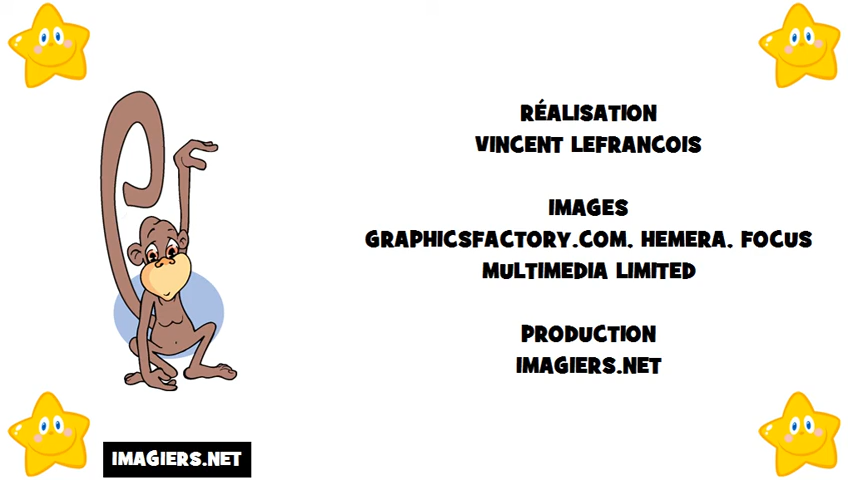 RÉALISATION
VINCENT LEFRANCOIS
IMAGES
GRAPHICSFACTORY.COM, HEMERA, FOCUS
MULTIMEDIA LIMITED
PRODUCTION
IMAGIERS.NET
IMAGIERS.NET